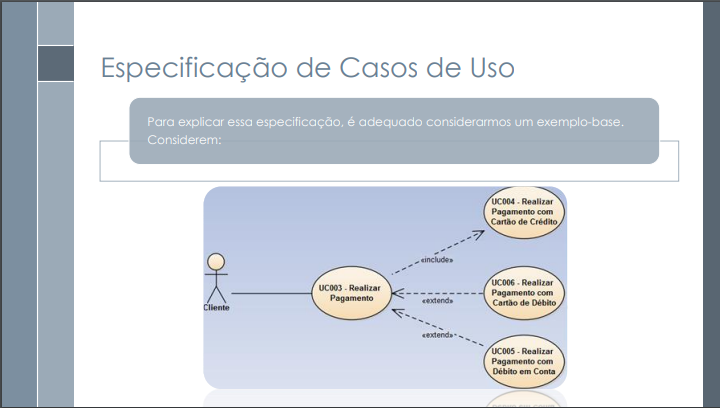 Especificação de Casos de Uso
Para explicar essa especificação, é adequado considerarmos um exemplo-base.
Considerem:
UC004 - Realizar
Pagamento com
Cartão de Crédito
«include»
UC003 - Realizar
Pagamento
UC006 - Realizar
Pagamento com
Cartão de Débito
«extend»
Cliente
«extend»
UC005 - Realizar
Pagamento com
Débito em Conta